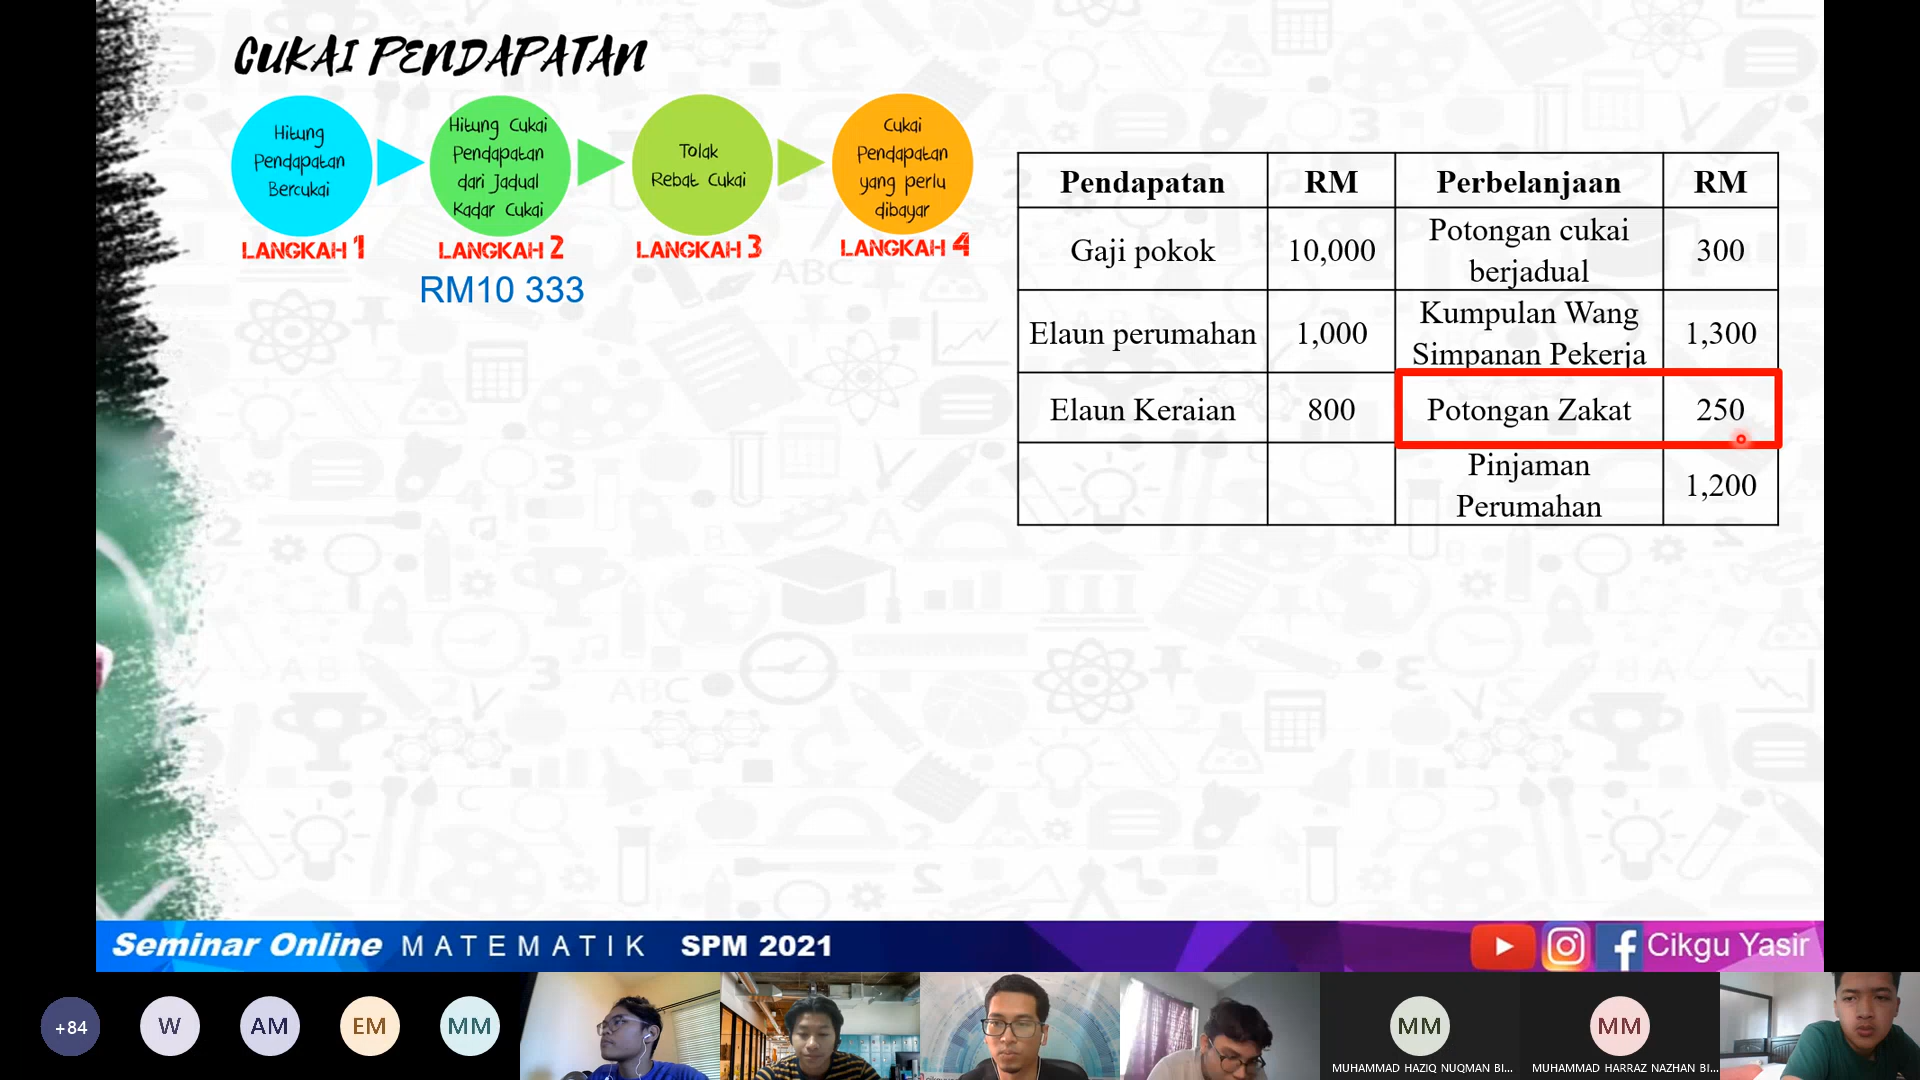 CUKAI PENDAPATAN
Hitung
Pendapatan
Bercukai
LANGKAH 1
Hitung Cukai
Pendapatan
dari Jadual
Kadar Cukai
LANGKAH 2
RM10 333
Tolak
Rebat Cukai
LANGKAH 3
Cukai
Pendapatan
yang perlu
dibayar
LANGKAH 4
Pendapatan RM Perbelanjaan RM
Gaji pokok 10,000 Potongan cukai berjadual 300
Elaun perumahan 1,000 Kumpulan Wang Simpanan Pekerja 1,300
Elaun Keraian 800 Potongan Zakat 250
Pinjaman Perumahan 1,200
Seminar Online MATEMATIK SPM 2021
Cikgu Yasir
+84
W
AM
EM
MM
MM
MUHAMMAD HAZIQ NUQMAN BI...
MM
MUHAMMAD HARRAZ NAZHAN BI...